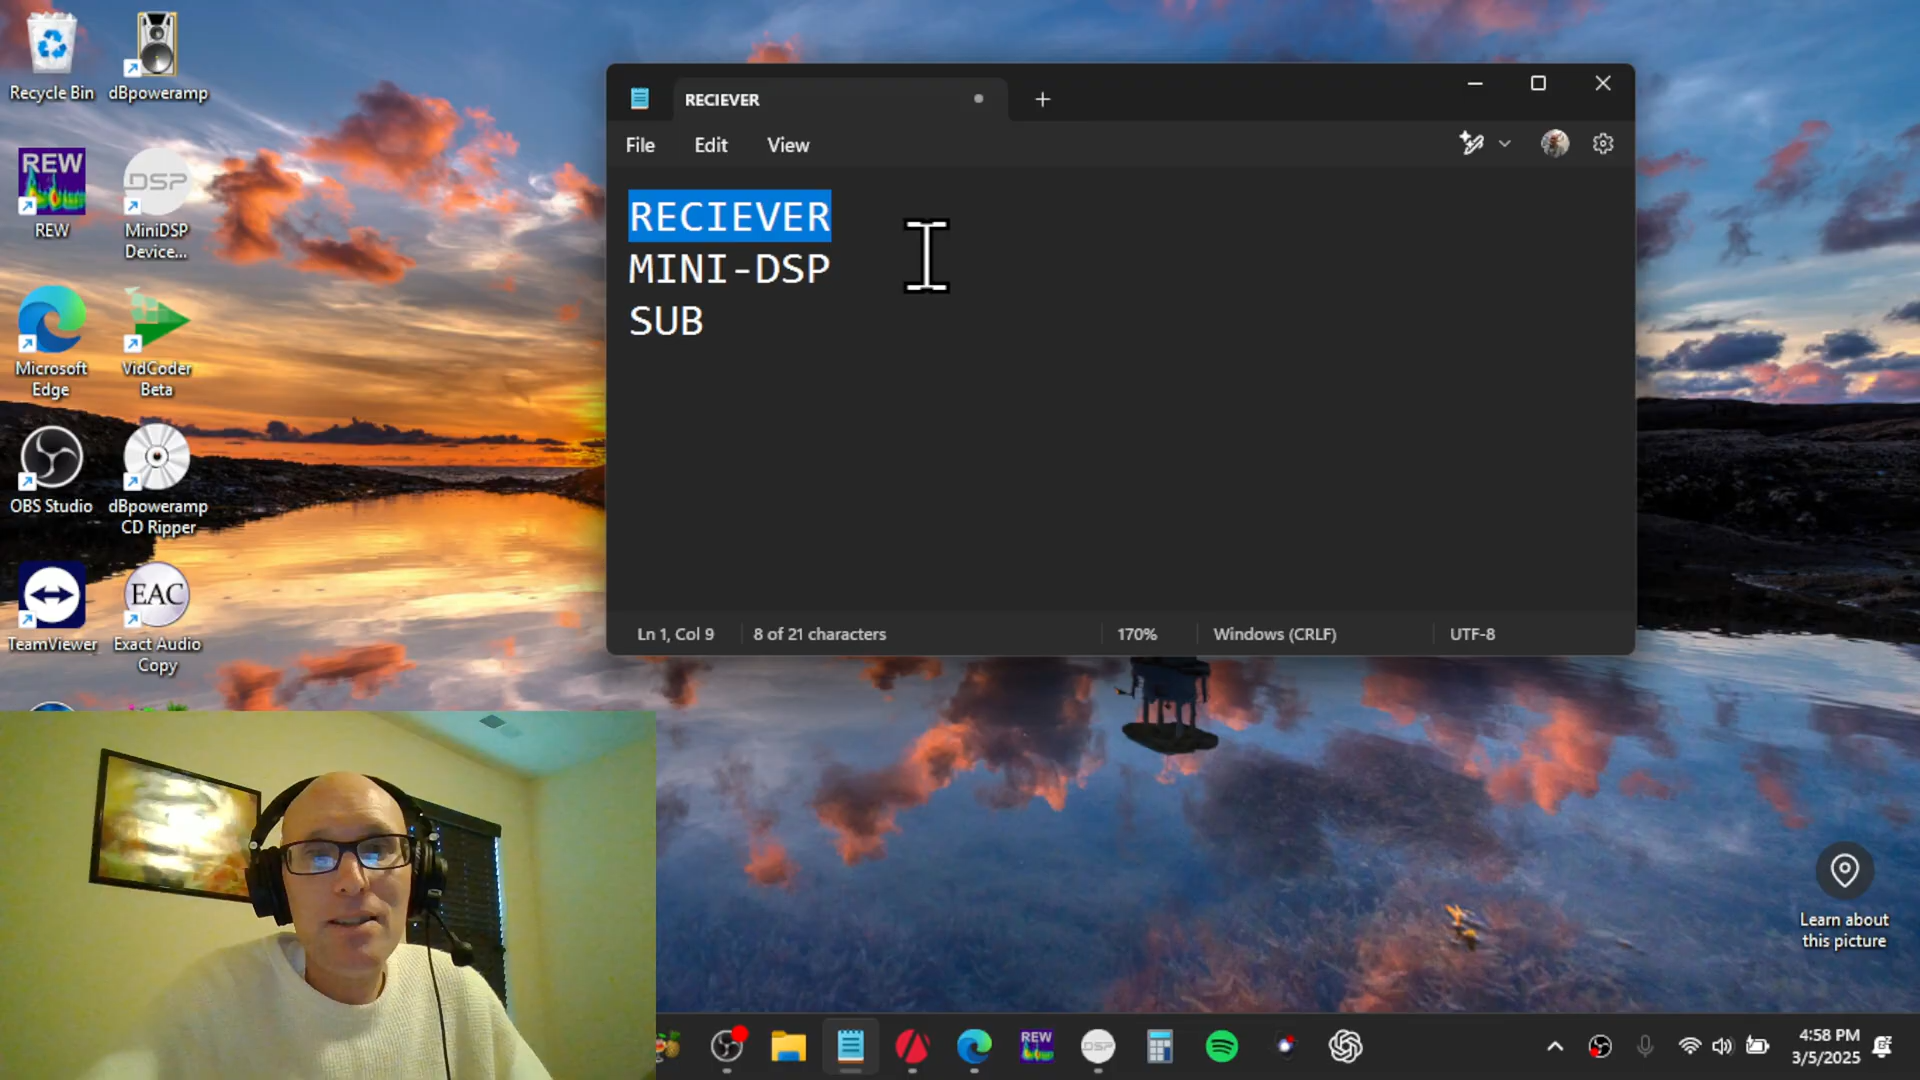 Recycle Bin
dBpoweramp
REW
REW
DSP
MiniDSP
Device...
Microsoft
Edge
VidCoder
Beta
OBS Studio
dBpoweramp
CD Ripper
TeamViewer
EAC
Exact Audio
Copy
RECIEVER
File
Edit
View
RECIEVER
MINI-DSP
SUB
Ln 1, Col 9
8 of 21 characters
170%
Windows (CRLF)
UTF-8
Learn about
this picture
REW
DSP
4:58 PM
3/5/2025